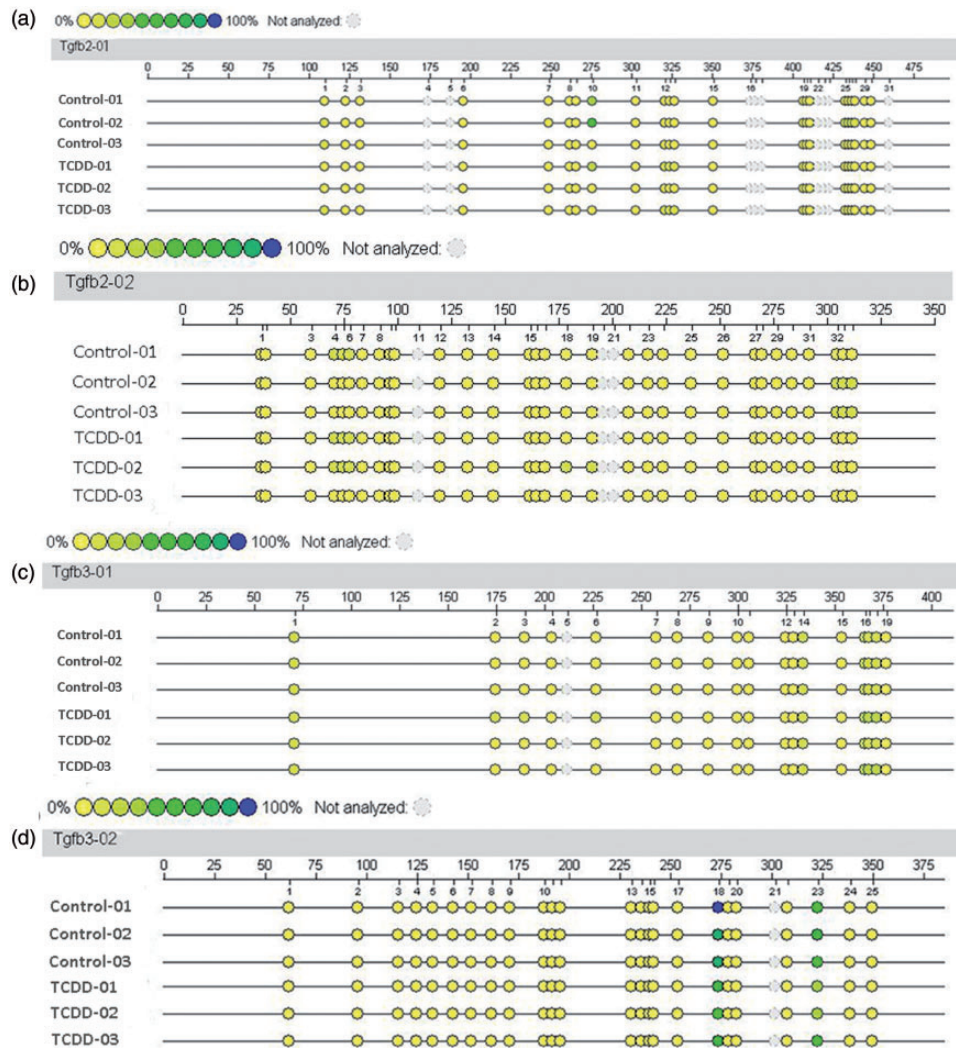 (a) 0% 100% Not analyzed:
Tgfb2-01
0 25 50 75 100 125 150 175 200 225 250 275 300 325 350 375 400 425 450 475
1 2 3 4 5 6 7 8 10 11 12 15 16 19 22 25 29 31
Control-01
Control-02
Control-03
TCDD-01
TCDD-02
TCDD-03
0% 100% Not analyzed:
(b) Tgfb2-02
0 25 50 75 100 125 150 175 200 225 250 275 300 325 350
1 3 4 6 7 8 11 12 13 14 15 18 19 21 23 25 26 27 29 31 32
Control-01
Control-02
Control-03
TCDD-01
TCDD-02
TCDD-03
0% 100% Not analyzed:
(c) Tgfb3-01
0 25 50 75 100 125 150 175 200 225 250 275 300 325 350 375 400
1 2 3 4 5 6 7 8 9 10 12 14 15 16 19
Control-01
Control-02
Control-03
TCDD-01
TCDD-02
TCDD-03
0% 100% Not analyzed:
(d) Tgfb3-02
0 25 50 75 100 125 150 175 200 225 250 275 300 325 350
1 2 3 4 5 6 7 8 9 10 13 15 17 18 20 21 23 24 25
Control-01
Control-02
Control-03
TCDD-01
TCDD-02
TCDD-03